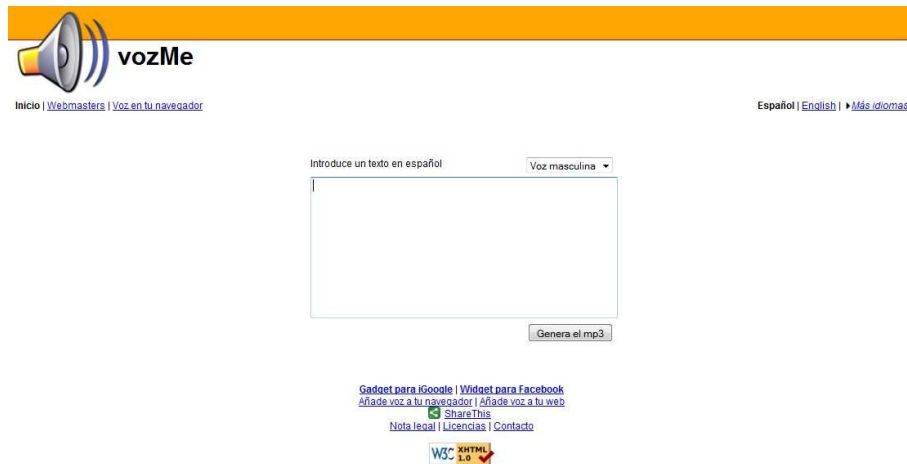 vozMe
Inicio | Webmasters | Voz en tu navegador
Español | English | Más idiomas
Introduce un texto en español
Voz masculina
Genera el mp3
Gadget para iGoogle | Widget para Facebook
Añade voz a tu navegador | Añade voz a tu web
ShareThis
Nota legal | Licencias | Contacto
W3C XHTML 1.0